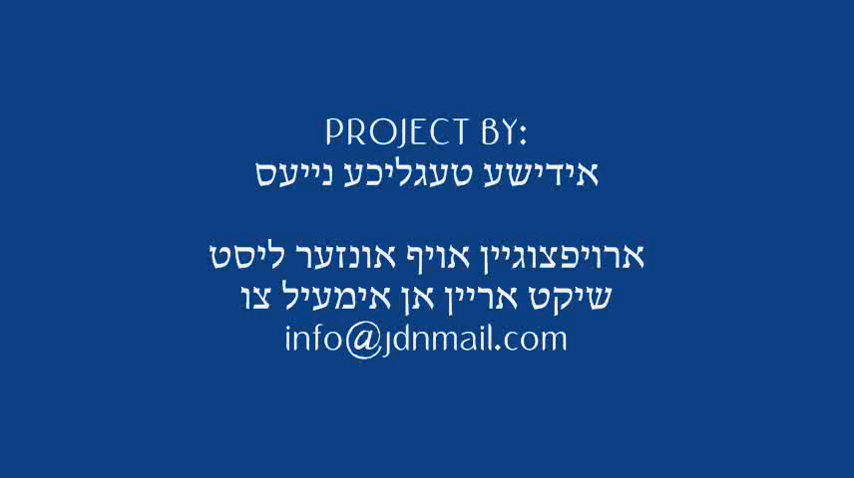 PROJECT BY:
אידישע טעגליכע נייעס
ארויפצוגיין אויף אונזער ליסט
שיקט אריין אן אימעיל צו
info@jdnmail.com